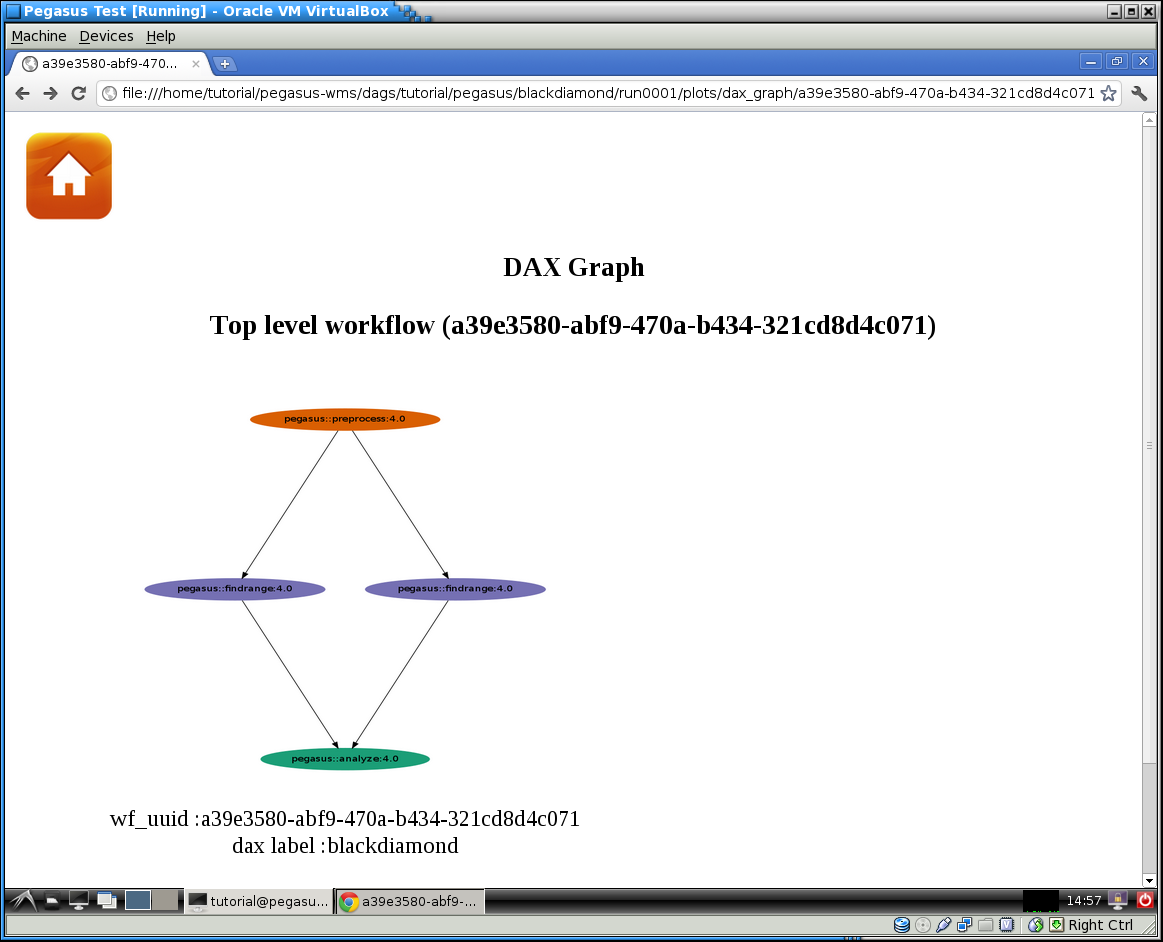 Pegasus Test [Running] - Oracle VM VirtualBox
Machine Devices Help
a39e3580-abf9-470...
file:///home/tutorial/pegasus-wms/dags/tutorial/pegasus/blackdiamond/run0001/plots/dax_graph/a39e3580-abf9-470a-b434-321cd8d4c071
DAX Graph
Top level workflow (a39e3580-abf9-470a-b434-321cd8d4c071)
pegasus::preprocess:4.0
pegasus::findrange:4.0 pegasus::findrange:4.0
pegasus::analyze:4.0
wf_uuid :a39e3580-abf9-470a-b434-321cd8d4c071
dax label :blackdiamond
tutorial@pegasu... a39e3580-abf9-... 14:57
Right Ctrl